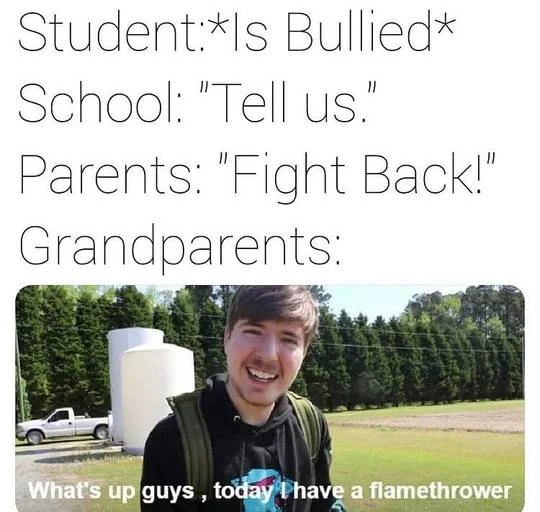 Student:*Is Bullied*
School: "Tell us."
Parents: "Fight Back!"
Grandparents:
What's up guys , today I have a flamethrower